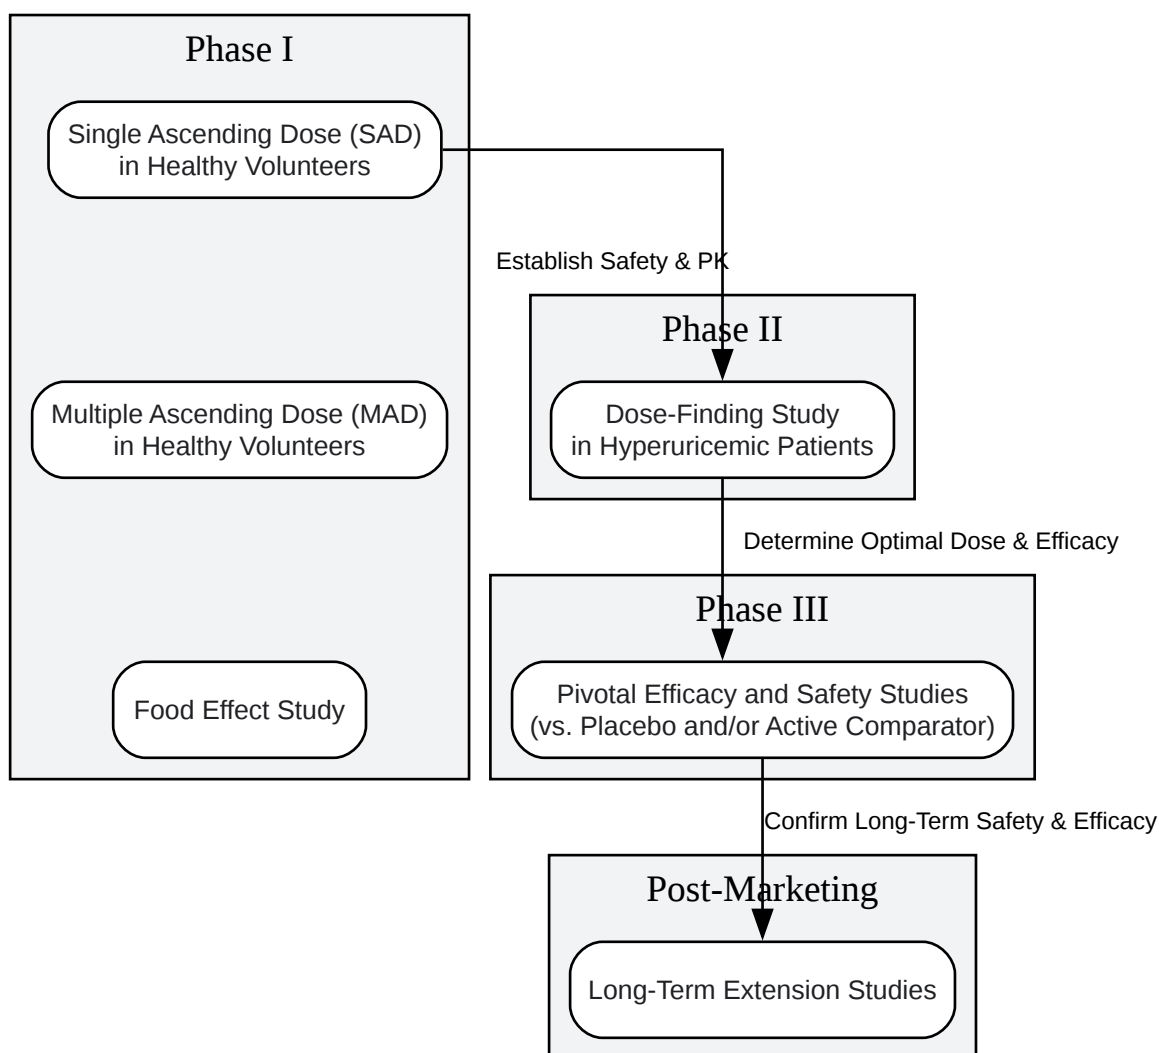 Phase I
Single Ascending Dose (SAD)
in Healthy Volunteers
Establish Safety & PK
Phase II
Multiple Ascending Dose (MAD)
in Healthy Volunteers
Dose-Finding Study
in Hyperuricemic Patients
Determine Optimal Dose & Efficacy
Phase III
Food Effect Study
Pivotal Efficacy and Safety Studies
(vs. Placebo and/or Active Comparator)
Confirm Long-Term Safety & Efficacy
Post-Marketing
Long-Term Extension Studies